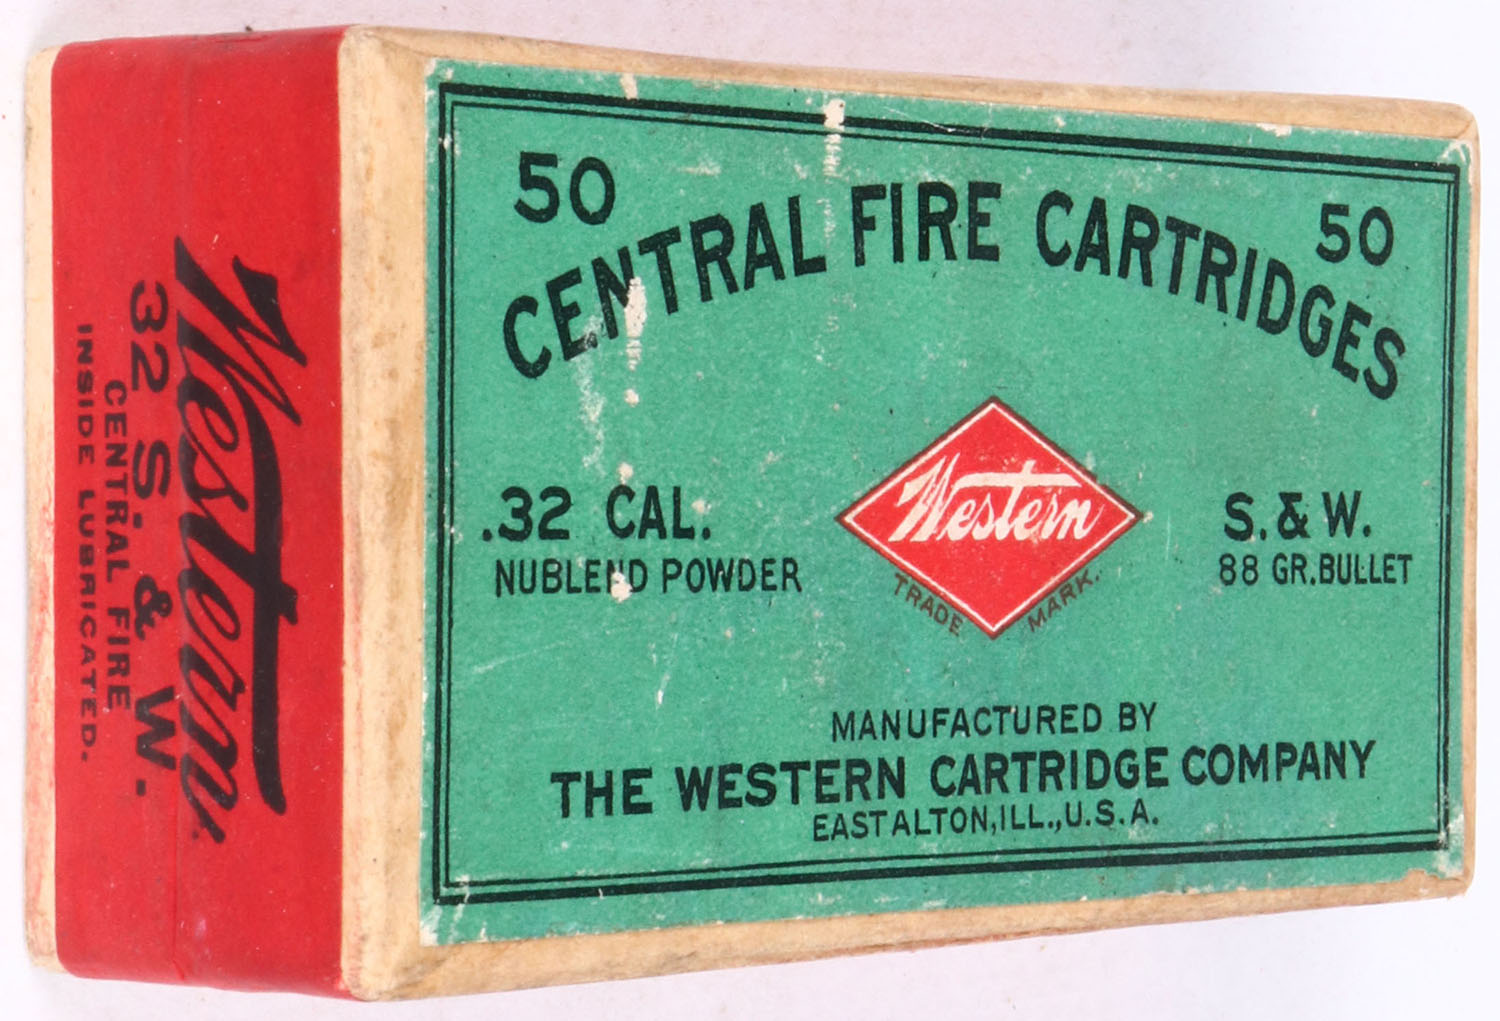 50 50
CENTRAL FIRE CARTRIDGES
.32 CAL.
NUBLEND POWDER
Western
TRADE MARK.
S. & W.
88 GR. BULLET
MANUFACTURED BY
THE WESTERN CARTRIDGE COMPANY
EAST ALTON, ILL., U.S.A.
Western
32 S. & W.
CENTRAL FIRE
INSIDE LUBRICATED.